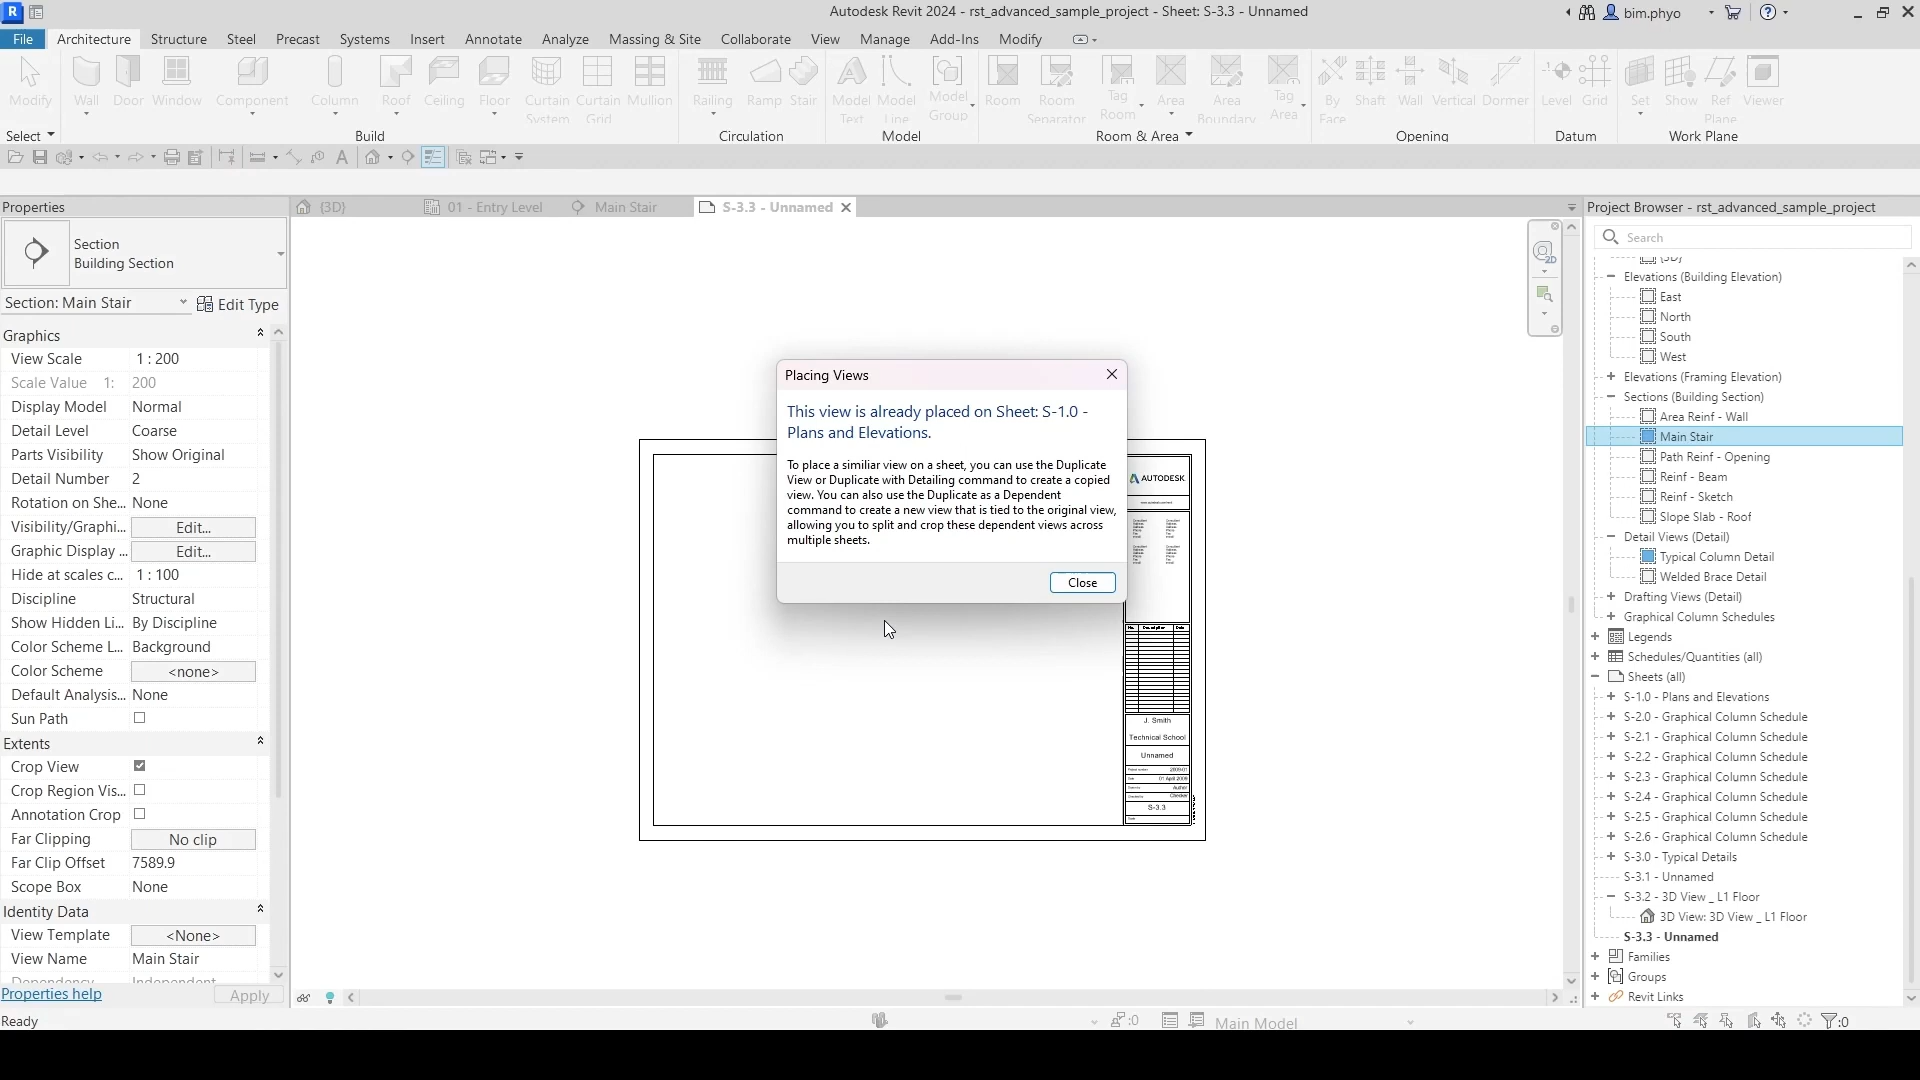 Autodesk Revit 2024 - rst_advanced_sample_project - Sheet: S-3.3 - Unnamed
bim.phyo
File Architecture Structure Steel Precast Systems Insert Annotate Analyze Massing & Site Collaborate View Manage Add-Ins Modify
Modify Wall Door Window Component Column Roof Ceiling Floor Curtain System Curtain Grid Mullion Railing Ramp Stair Model Text Model Line Model Group Room Room Separator Tag Room Area Area Boundary Tag Area By Face Shaft Wall Vertical Dormer Level Grid Set Show Ref Plane Viewer
Select Build Circulation Model Room & Area Opening Datum Work Plane
Properties
Section
Building Section
Section: Main Stair Edit Type
Graphics
View Scale 1 : 200
Scale Value 1: 200
Display Model Normal
Detail Level Coarse
Parts Visibility Show Original
Detail Number 2
Rotation on She... None
Visibility/Graphi... Edit...
Graphic Display ... Edit...
Hide at scales c... 1 : 100
Discipline Structural
Show Hidden Li... By Discipline
Color Scheme L... Background
Color Scheme <none>
Default Analysis... None
Sun Path
Extents
Crop View
Crop Region Vis...
Annotation Crop
Far Clipping No clip
Far Clip Offset 7589.9
Scope Box None
Identity Data
View Template <None>
View Name Main Stair
Dependency Independent
Properties help Apply
Ready
{3D} 01 - Entry Level Main Stair S-3.3 - Unnamed
Placing Views
This view is already placed on Sheet: S-1.0 -
Plans and Elevations.
To place a similiar view on a sheet, you can use the Duplicate
View or Duplicate with Detailing command to create a copied
view. You can also use the Duplicate as a Dependent
command to create a new view that is tied to the original view,
allowing you to split and crop these dependent views across
multiple sheets.
Close
AUTODESK
No. Description Date
J. Smith
Technical School
Unnamed
01 April 2009
Author
Checker
S-3.3
2D
Project Browser - rst_advanced_sample_project
Search
{3D}
Elevations (Building Elevation)
East
North
South
West
Elevations (Framing Elevation)
Sections (Building Section)
Area Reinf - Wall
Main Stair
Path Reinf - Opening
Reinf - Beam
Reinf - Sketch
Slope Slab - Roof
Detail Views (Detail)
Typical Column Detail
Welded Brace Detail
Drafting Views (Detail)
Graphical Column Schedules
Legends
Schedules/Quantities (all)
Sheets (all)
S-1.0 - Plans and Elevations
S-2.0 - Graphical Column Schedule
S-2.1 - Graphical Column Schedule
S-2.2 - Graphical Column Schedule
S-2.3 - Graphical Column Schedule
S-2.4 - Graphical Column Schedule
S-2.5 - Graphical Column Schedule
S-2.6 - Graphical Column Schedule
S-3.0 - Typical Details
S-3.1 - Unnamed
S-3.2 - 3D View _ L1 Floor
3D View: 3D View _ L1 Floor
S-3.3 - Unnamed
Families
Groups
Revit Links
:0 Main Model :0